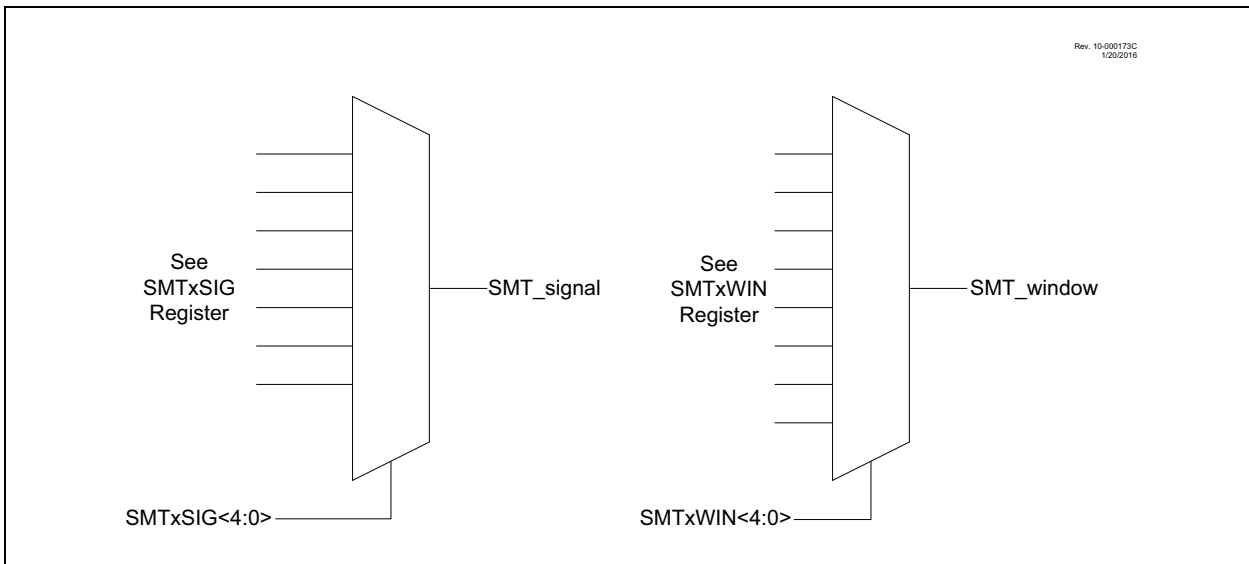 Rev. 10-000173C
1/20/2016
See
SMTxSIG
Register
SMT_signal
SMTxSIG<4:0>
See
SMTxWIN
Register
SMT_window
SMTxWIN<4:0>